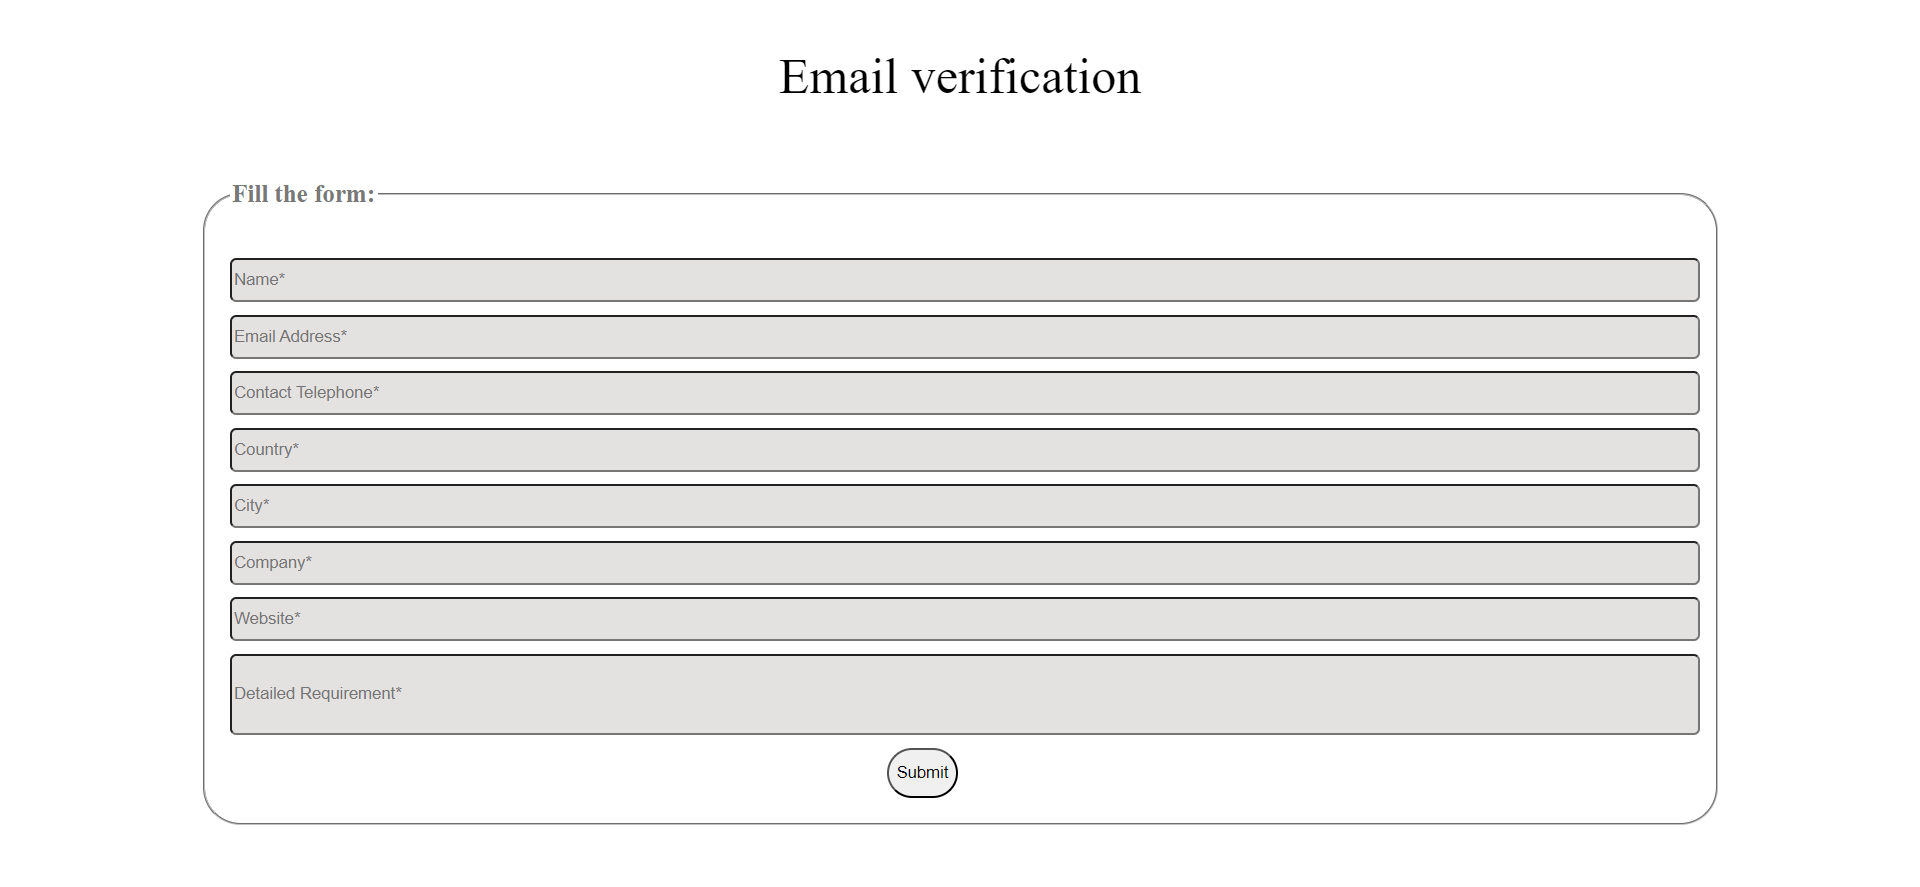 Email verification
Fill the form:
Name*
Email Address*
Contact Telephone*
Country*
City*
Company*
Website*
Detailed Requirement*
Submit